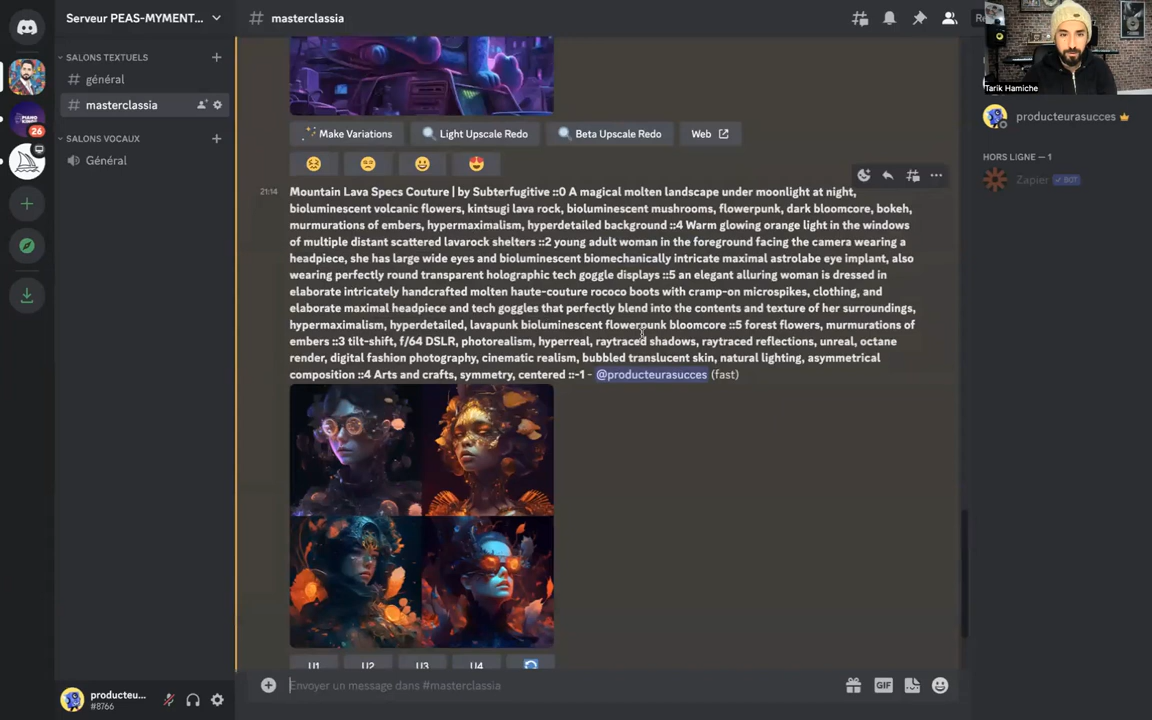 Serveur PEAS-MYMENT...
masterclassia
SALONS TEXTUELS
général
masterclassia
SALONS VOCAUX
Général
26
Make Variations
Light Upscale Redo
Beta Upscale Redo
Web
21:14
Mountain Lava Specs Couture | by Subterfugitive ::0 A magical molten landscape under moonlight at night,
bioluminescent volcanic flowers, kintsugi lava rock, bioluminescent mushrooms, flowerpunk, dark bloomcore, bokeh,
murmurations of embers, hypermaximalism, hyperdetailed background ::4 Warm glowing orange light in the windows
of multiple distant scattered lavarock shelters ::2 young adult woman in the foreground facing the camera wearing a
headpiece, she has large wide eyes and bioluminescent biomechanically intricate maximal astrolabe eye implant, also
wearing perfectly round transparent holographic tech goggle displays ::5 an elegant alluring woman is dressed in
elaborate intricately handcrafted molten haute-couture rococo boots with cramp-on microspikes, clothing, and
elaborate maximal headpiece and tech goggles that perfectly blend into the contents and texture of her surroundings,
hypermaximalism, hyperdetailed, lavapunk bioluminescent flowerpunk bloomcore ::5 forest flowers, murmurations of
embers ::3 tilt-shift, f/64 DSLR, photorealism, hyperreal, raytraced shadows, raytraced reflections, unreal, octane
render, digital fashion photography, cinematic realism, bubbled translucent skin, natural lighting, asymmetrical
composition ::4 Arts and crafts, symmetry, centered ::-1 - @producteurasucces (fast)
U1
U2
U3
U4
Envoyer un message dans #masterclassia
GIF
producteu...
#8766
Re
Tarik Hamiche
producteurasucces
HORS LIGNE — 1
Zapier
BOT